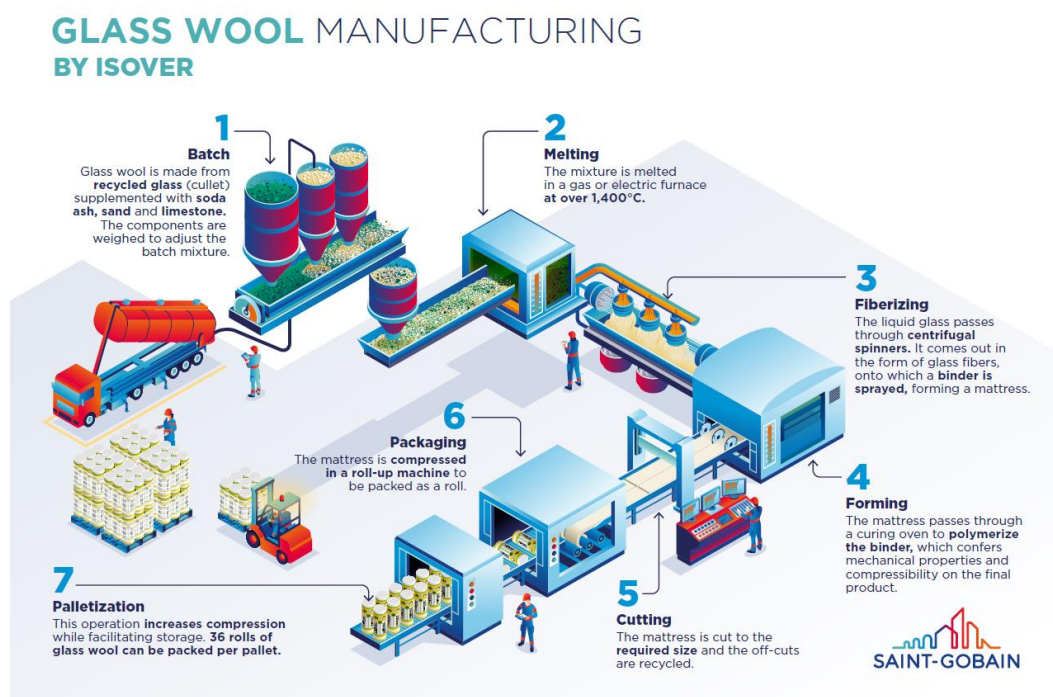 GLASS WOOL MANUFACTURING
BY ISOVER
1
Batch
Glass wool is made from
recycled glass (cullet)
supplemented with soda
ash, sand and limestone.
The components are
weighed to adjust the
batch mixture.
2
Melting
The mixture is melted
in a gas or electric furnace
at over 1,400°C.
3
Fiberizing
The liquid glass passes
through centrifugal
spinners. It comes out in
the form of glass fibers,
onto which a binder is
sprayed, forming a mattress.
4
Forming
The mattress passes through
a curing oven to polymerize
the binder, which confers
mechanical properties and
compressibility on the final
product.
5
Cutting
The mattress is cut to the
required size and the off-cuts
are recycled.
6
Packaging
The mattress is compressed
in a roll-up machine to
be packed as a roll.
7
Palletization
This operation increases compression
while facilitating storage. 36 rolls of
glass wool can be packed per pallet.
SAINT-GOBAIN